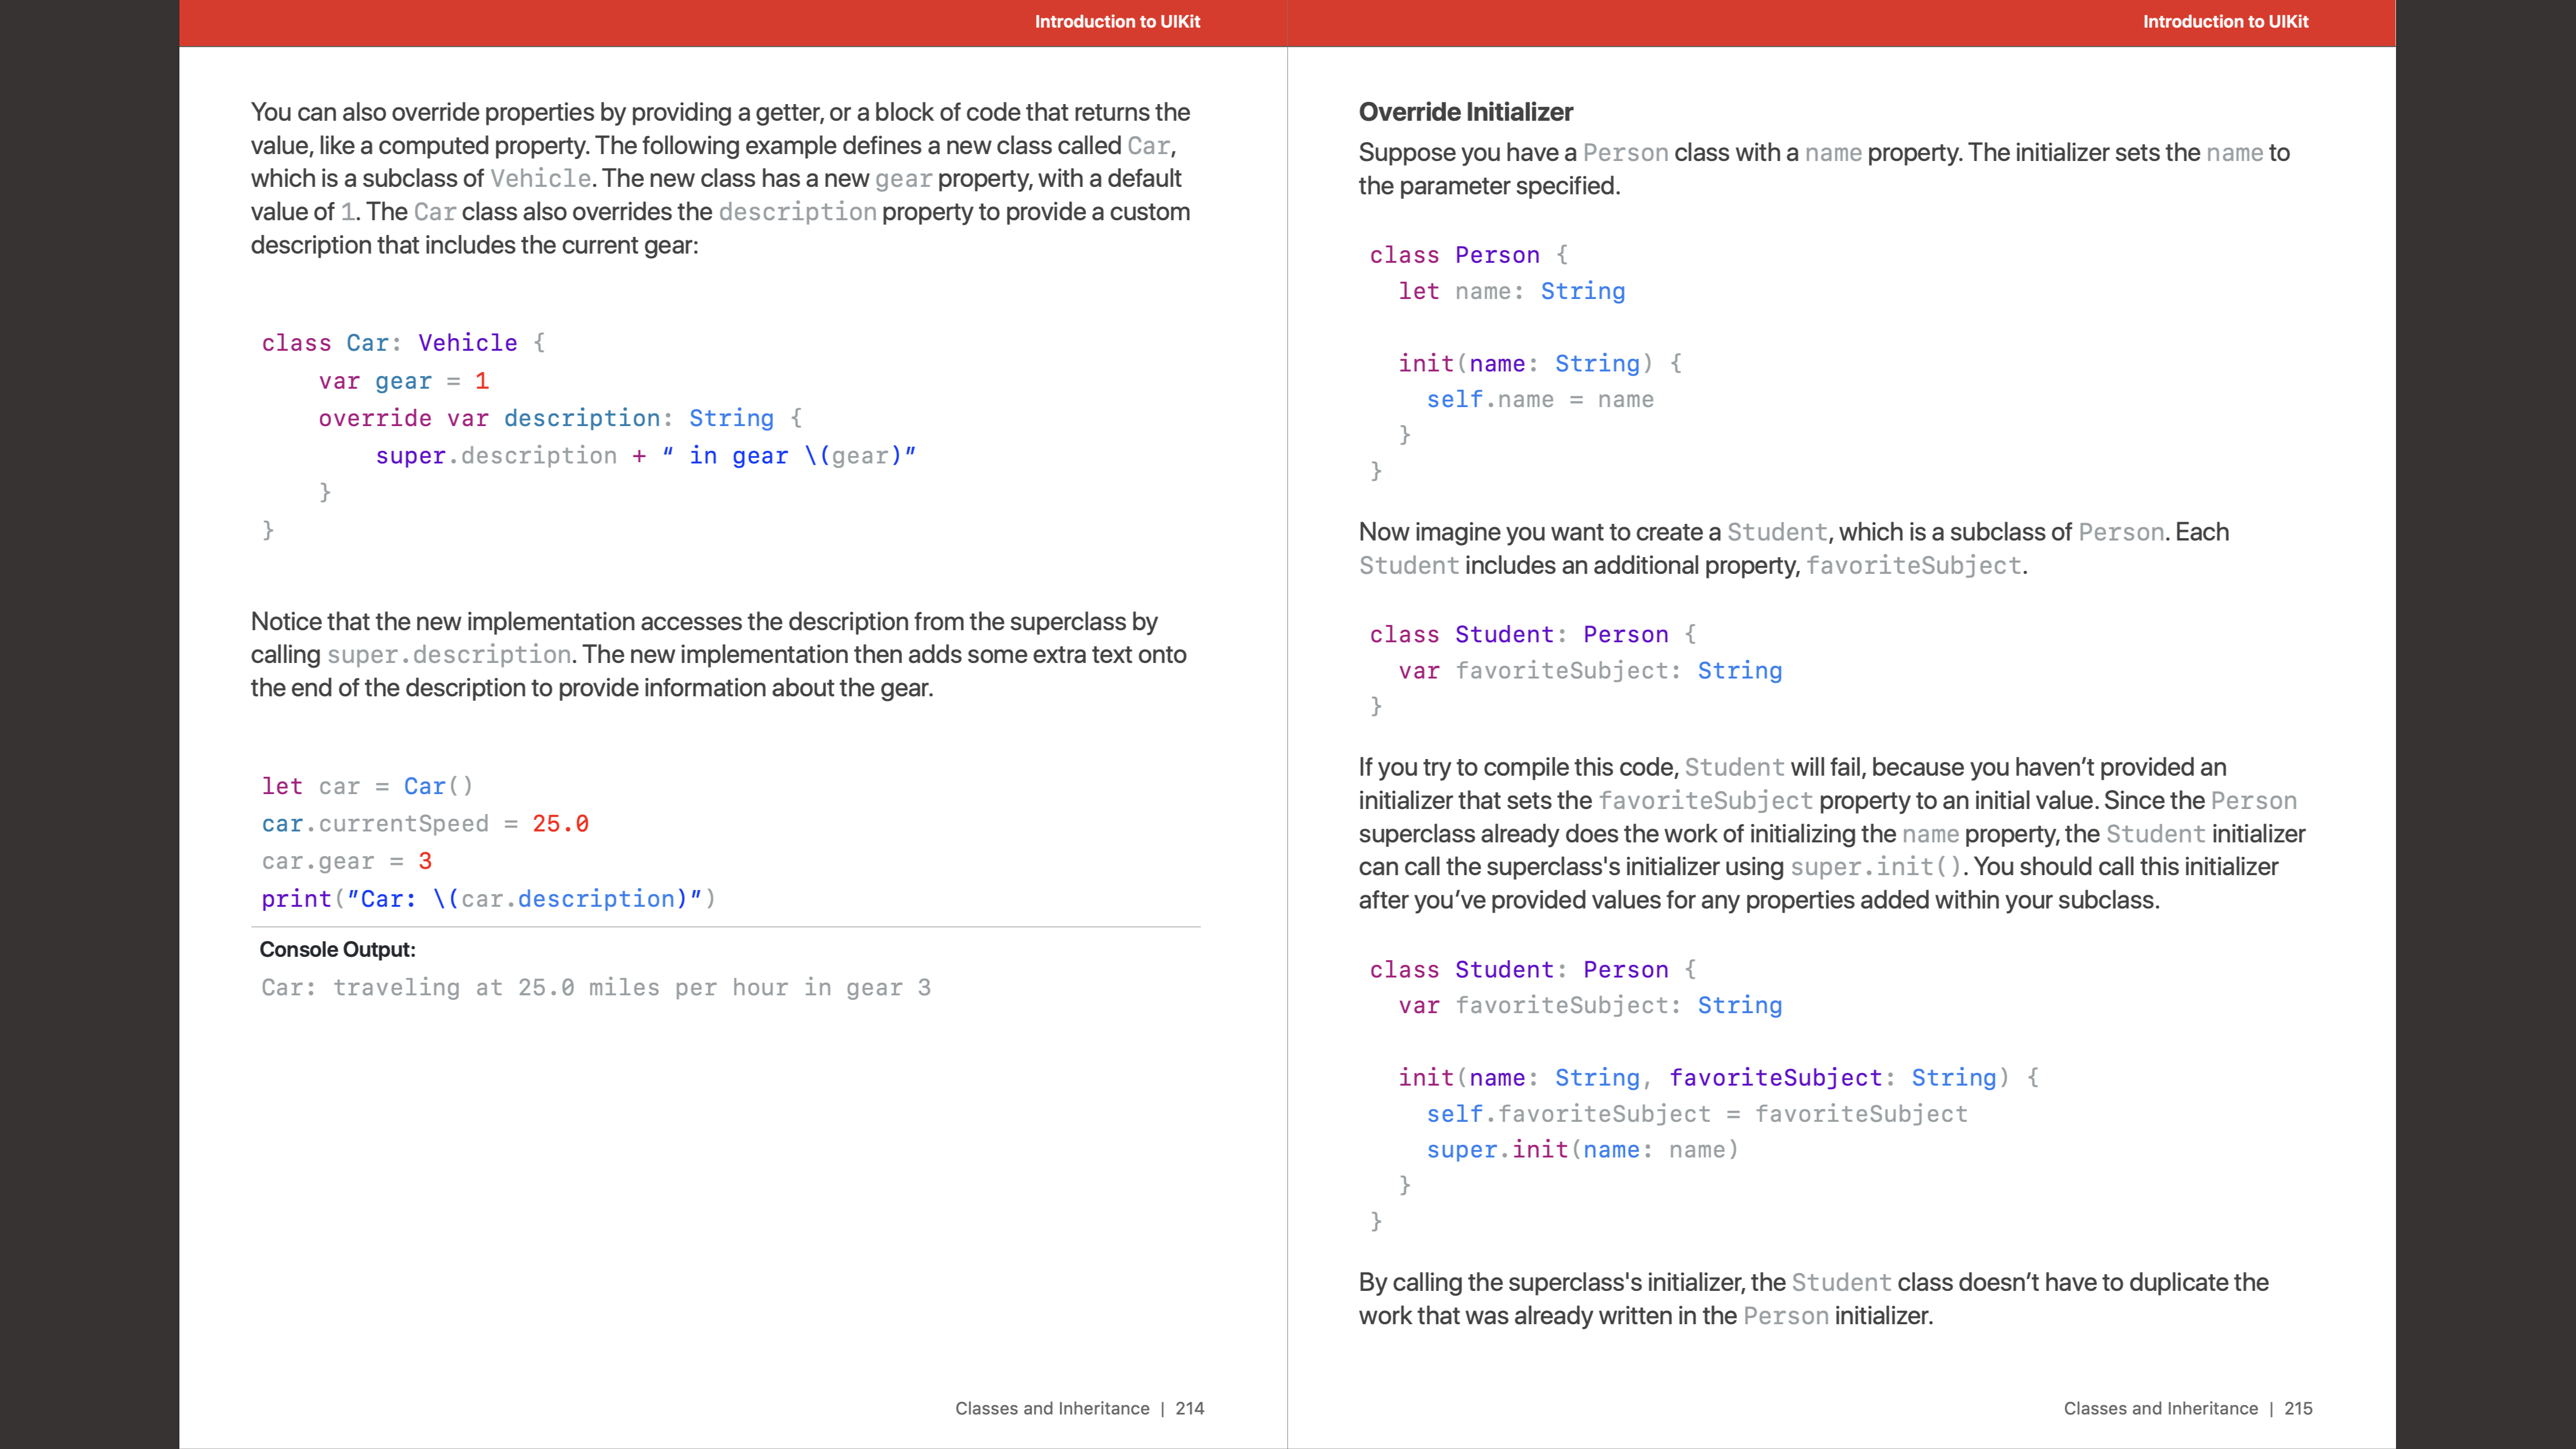 Introduction to UIKit
You can also override properties by providing a getter, or a block of code that returns the
value, like a computed property. The following example defines a new class called Car,
which is a subclass of Vehicle. The new class has a new gear property, with a default
value of 1. The Car class also overrides the description property to provide a custom
description that includes the current gear:
class Car: Vehicle {
    var gear = 1
    override var description: String {
        super.description + “ in gear \(gear)”
    }
}
Notice that the new implementation accesses the description from the superclass by
calling super.description. The new implementation then adds some extra text onto
the end of the description to provide information about the gear.
let car = Car()
car.currentSpeed = 25.0
car.gear = 3
print(”Car: \(car.description)”)
Console Output:
Car: traveling at 25.0 miles per hour in gear 3
Classes and Inheritance | 214
Introduction to UIKit
Override Initializer
Suppose you have a Person class with a name property. The initializer sets the name to
the parameter specified.
class Person {
  let name: String
  init(name: String) {
    self.name = name
  }
}
Now imagine you want to create a Student, which is a subclass of Person. Each
Student includes an additional property, favoriteSubject.
class Student: Person {
  var favoriteSubject: String
}
If you try to compile this code, Student will fail, because you haven’t provided an
initializer that sets the favoriteSubject property to an initial value. Since the Person
superclass already does the work of initializing the name property, the Student initializer
can call the superclass's initializer using super.init(). You should call this initializer
after you’ve provided values for any properties added within your subclass.
class Student: Person {
  var favoriteSubject: String
  init(name: String, favoriteSubject: String) {
    self.favoriteSubject = favoriteSubject
    super.init(name: name)
  }
}
By calling the superclass's initializer, the Student class doesn’t have to duplicate the
work that was already written in the Person initializer.
Classes and Inheritance | 215